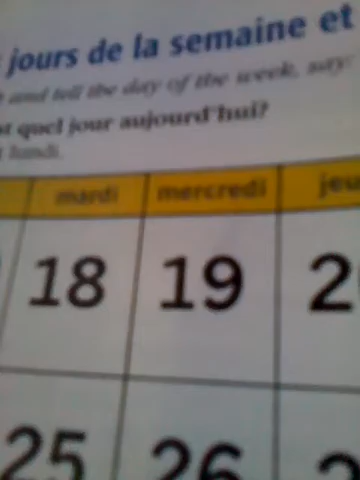 jours de la semaine et
and tell the day of the week, say:
quel jour aujourd'hui?
lundi.
mardi mercredi
18 19
25 26